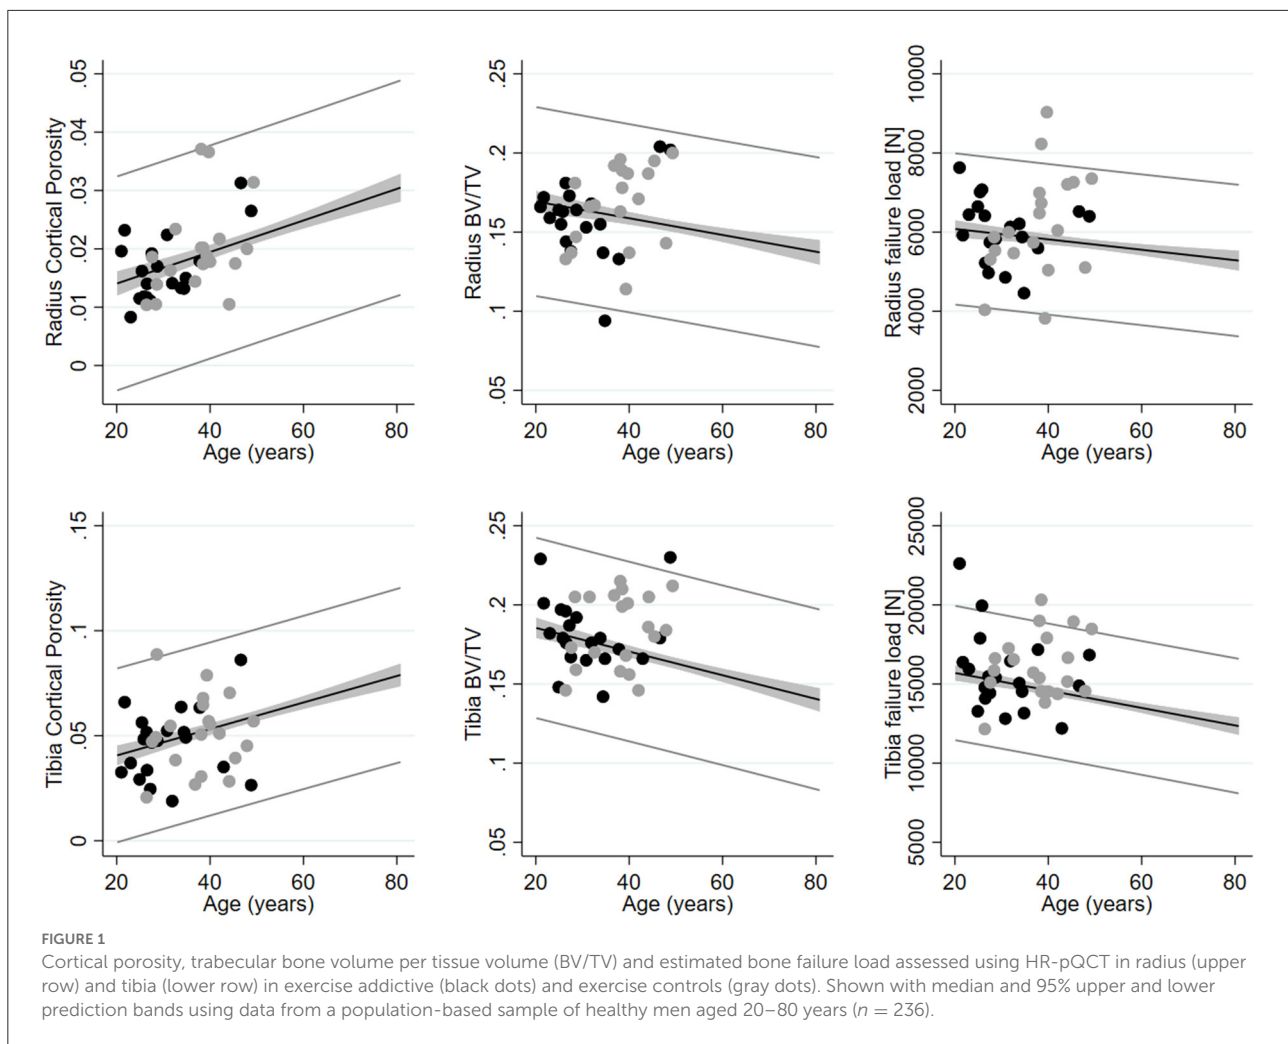 Radius Cortical Porosity
.05
.04
.03
.02
.01
0
20 40 60 80
Age (years)
Radius BV/TV
.25
.2
.15
.1
.05
20 40 60 80
Age (years)
Radius failure load [N]
10000
8000
6000
4000
2000
20 40 60 80
Age (years)
Tibia Cortical Porosity
.15
.1
.05
0
20 40 60 80
Age (years)
Tibia BV/TV
.25
.2
.15
.1
.05
20 40 60 80
Age (years)
Tibia failure load [N]
25000
20000
15000
10000
5000
20 40 60 80
Age (years)
FIGURE 1
Cortical porosity, trabecular bone volume per tissue volume (BV/TV) and estimated bone failure load assessed using HR-pQCT in radius (upper
row) and tibia (lower row) in exercise addictive (black dots) and exercise controls (gray dots). Shown with median and 95% upper and lower
prediction bands using data from a population-based sample of healthy men aged 20–80 years (n = 236).